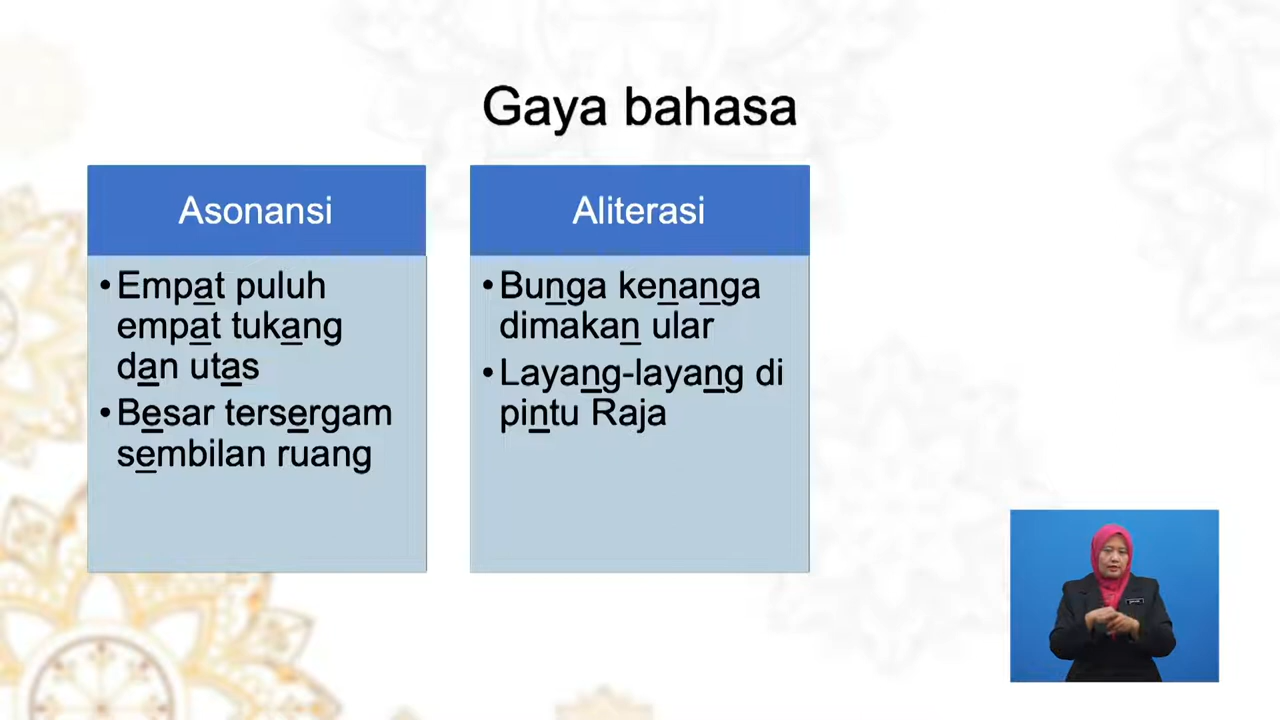 Gaya bahasa
Asonansi
•Empat puluh
empat tukang
dan utas
•Besar tersergam
sembilan ruang
Aliterasi
•Bunga kenanga
dimakan ular
•Layang-layang di
pintu Raja